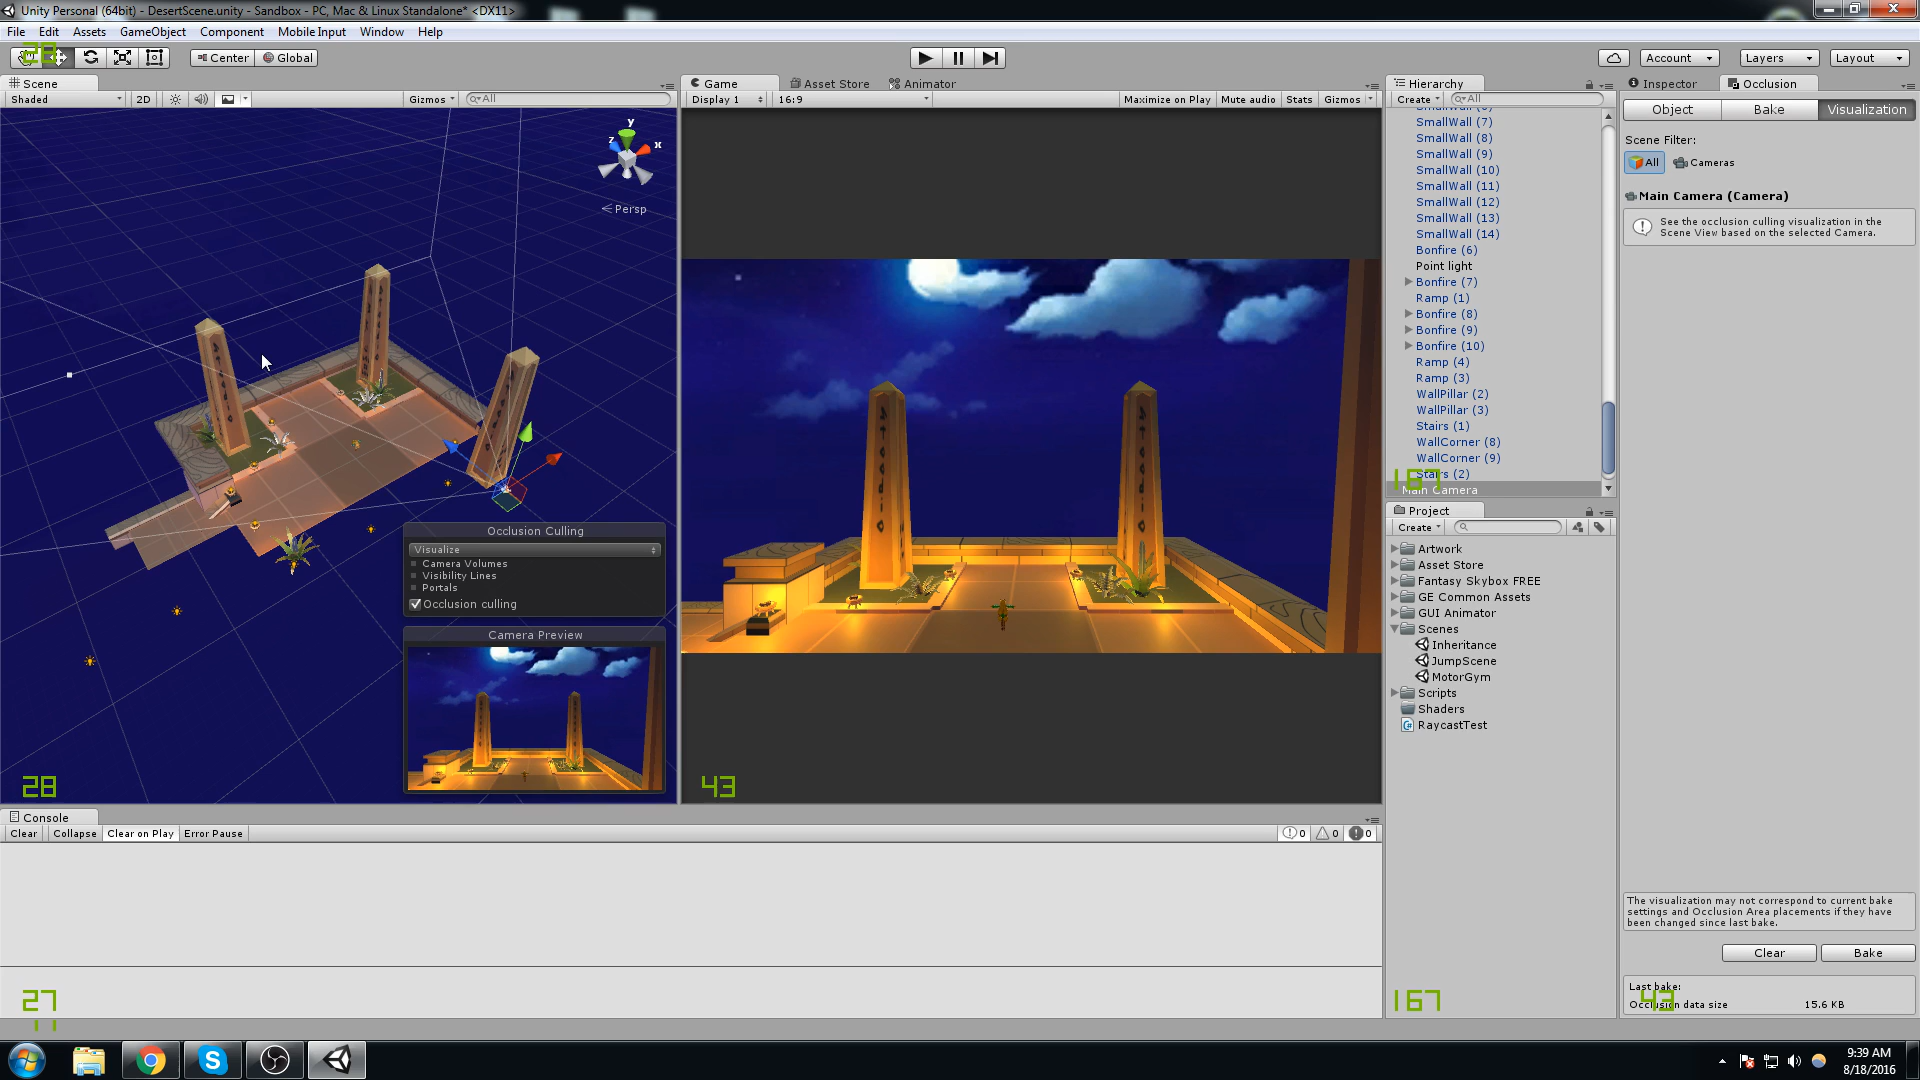 Unity Personal (64bit) - DesertScene.unity - Sandbox - PC, Mac & Linux Standalone* <DX11>
File Edit Assets GameObject Component Mobile Input Window Help
28
Center Global
Account Layers Layout
Scene
Shaded 2D Gizmos All
y
z x
Persp
Occlusion Culling
Visualize
Camera Volumes
Visibility Lines
Portals
Occlusion culling
Camera Preview
28
Game Asset Store Animator
Display 1 16:9 Maximize on Play Mute audio Stats Gizmos
43
Hierarchy
Create All
SmallWall (7)
SmallWall (8)
SmallWall (9)
SmallWall (10)
SmallWall (11)
SmallWall (12)
SmallWall (13)
SmallWall (14)
Bonfire (6)
Point light
Bonfire (7)
Ramp (1)
Bonfire (8)
Bonfire (9)
Bonfire (10)
Ramp (4)
Ramp (3)
WallPillar (2)
WallPillar (3)
Stairs (1)
WallCorner (8)
WallCorner (9)
Stairs (2)
167
Main Camera
Project
Create
Artwork
Asset Store
Fantasy Skybox FREE
GE Common Assets
GUI Animator
Scenes
Inheritance
JumpScene
MotorGym
Scripts
Shaders
RaycastTest
167
Inspector Occlusion
Object Bake Visualization
Scene Filter:
All Cameras
Main Camera (Camera)
See the occlusion culling visualization in the
Scene View based on the selected Camera.
The visualization may not correspond to current bake
settings and Occlusion Area placements if they have
been changed since last bake.
Clear Bake
Last bake:
Occlusion data size 15.6 KB
43
Console
Clear Collapse Clear on Play Error Pause 0 0 0
27
11
9:39 AM
8/18/2016